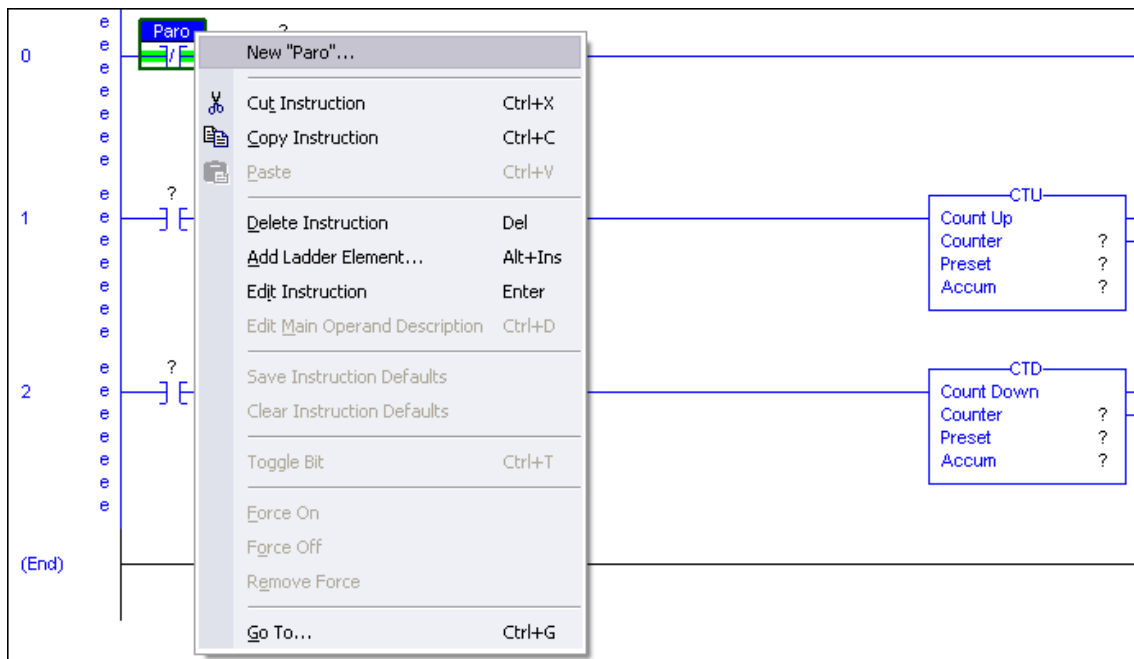 e
Paro
?
0
e
e
New "Paro"...
e
e
Cut Instruction Ctrl+X
e
Copy Instruction Ctrl+C
e
Paste Ctrl+V
e
?
CTU
1
e
Count Up
e
Delete Instruction Del
Counter ?
e
Add Ladder Element... Alt+Ins
Preset ?
e
Edit Instruction Enter
Accum ?
e
e
Edit Main Operand Description Ctrl+D
e
?
CTD
Save Instruction Defaults
2
e
Count Down
e
Clear Instruction Defaults
Counter ?
e
Preset ?
e
Toggle Bit Ctrl+T
Accum ?
e
e
Force On
Force Off
(End)
Remove Force
Go To... Ctrl+G